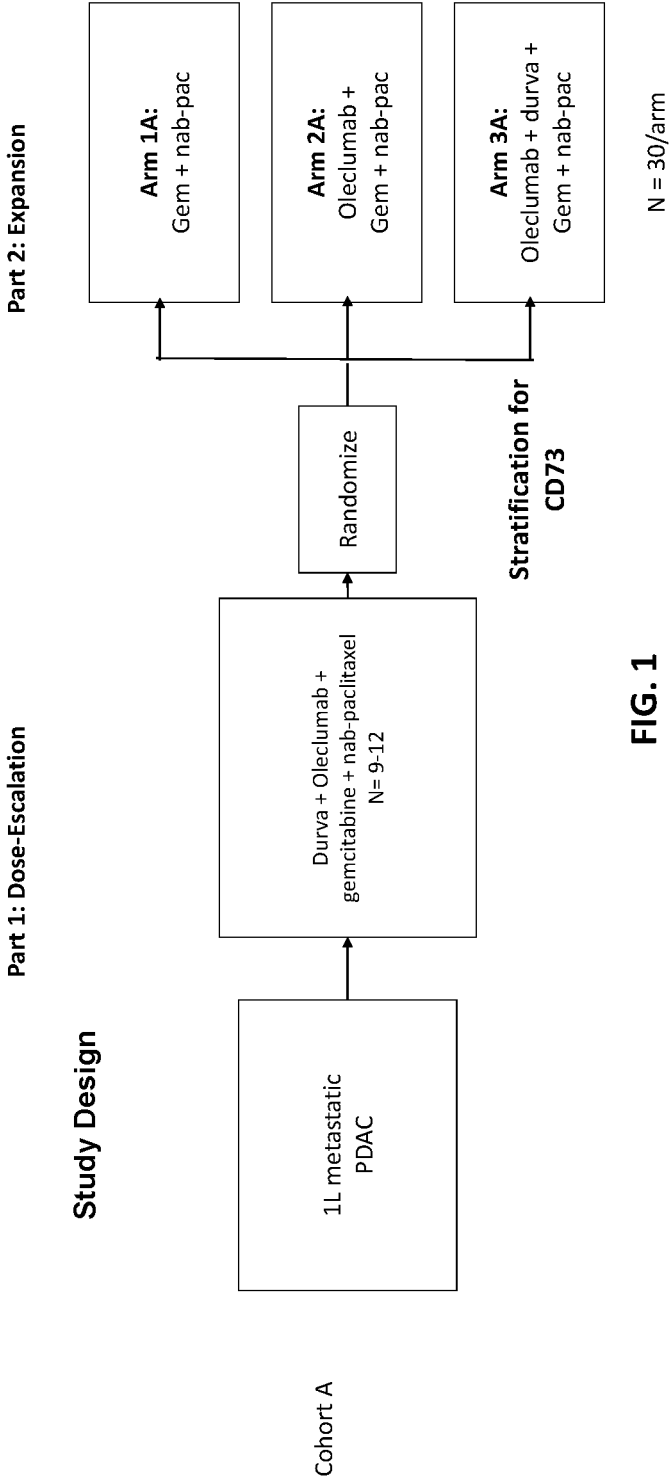 Study Design
Part 1: Dose-Escalation
Part 2: Expansion
Cohort A
1L metastatic
PDAC
Durva + Oleclumab +
gemcitabine + nab-paclitaxel
N= 9-12
Randomize
Stratification for
CD73
Arm 1A:
Gem + nab-pac
Arm 2A:
Oleclumab +
Gem + nab-pac
Arm 3A:
Oleclumab + durva +
Gem + nab-pac
N = 30/arm
FIG. 1